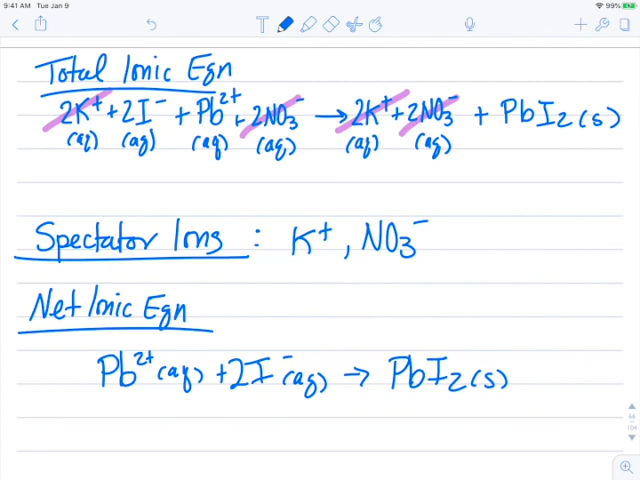 9:41 AM Tue Jan 9
99%
Total Ionic Eqn
2K⁺ + 2I⁻ + Pb²⁺ + 2NO₃⁻ → 2K⁺ + 2NO₃⁻ + PbI₂ (s)
(aq) (aq) (aq) (aq) (aq) (aq)
Spectator Ions : K⁺ , NO₃⁻
Net Ionic Eqn
Pb²⁺ (aq) + 2I⁻ (aq) → PbI₂ (s)